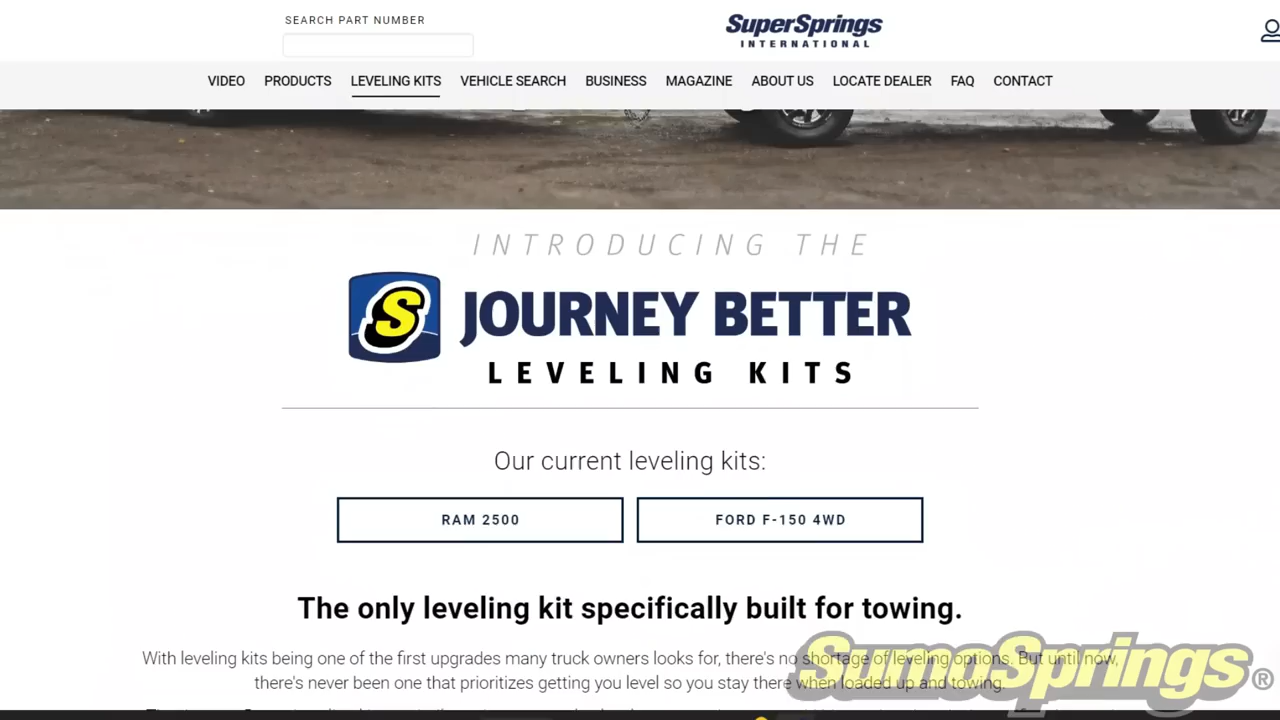 SEARCH PART NUMBER
SuperSprings
INTERNATIONAL
VIDEO PRODUCTS LEVELING KITS VEHICLE SEARCH BUSINESS MAGAZINE ABOUT US LOCATE DEALER FAQ CONTACT
INTRODUCING THE
S JOURNEY BETTER
LEVELING KITS
Our current leveling kits:
RAM 2500 FORD F-150 4WD
The only leveling kit specifically built for towing.
With leveling kits being one of the first upgrades many truck owners looks for, there's no shortage of leveling options. But until now,
there's never been one that prioritizes getting you level so you stay there when loaded up and towing.
SumoSprings®